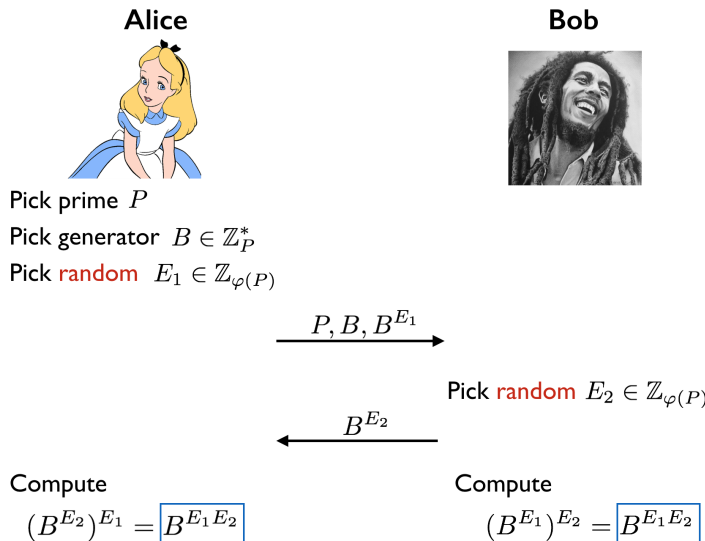 Alice
Bob
Pick prime P
Pick generator B ∈ ℤ*_P
Pick random E₁ ∈ ℤ_φ(P)
P, B, B^{E₁}
Pick random E₂ ∈ ℤ_φ(P)
B^{E₂}
Compute
(B^{E₂})^{E₁} = B^{E₁E₂}
Compute
(B^{E₁})^{E₂} = B^{E₁E₂}